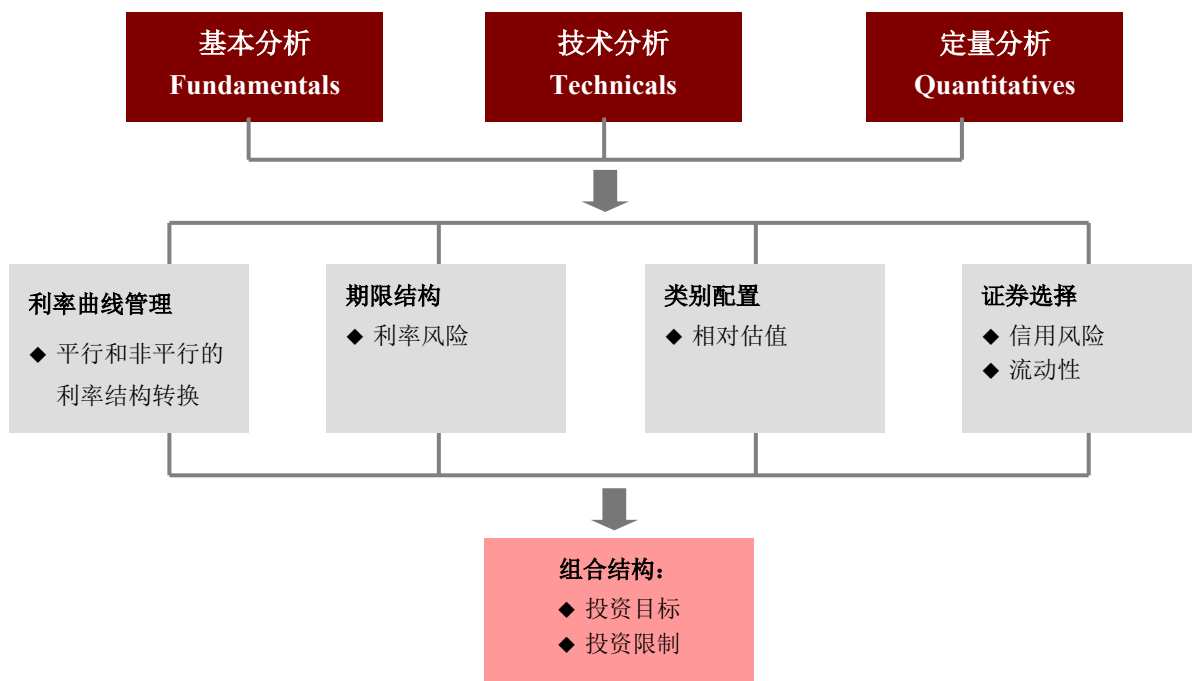 基本分析
Fundamentals
技术分析
Technicals
定量分析
Quantitatives
利率曲线管理
◆ 平行和非平行的
利率结构转换
期限结构
◆ 利率风险
类别配置
◆ 相对估值
证券选择
◆ 信用风险
◆ 流动性
组合结构：
◆ 投资目标
◆ 投资限制